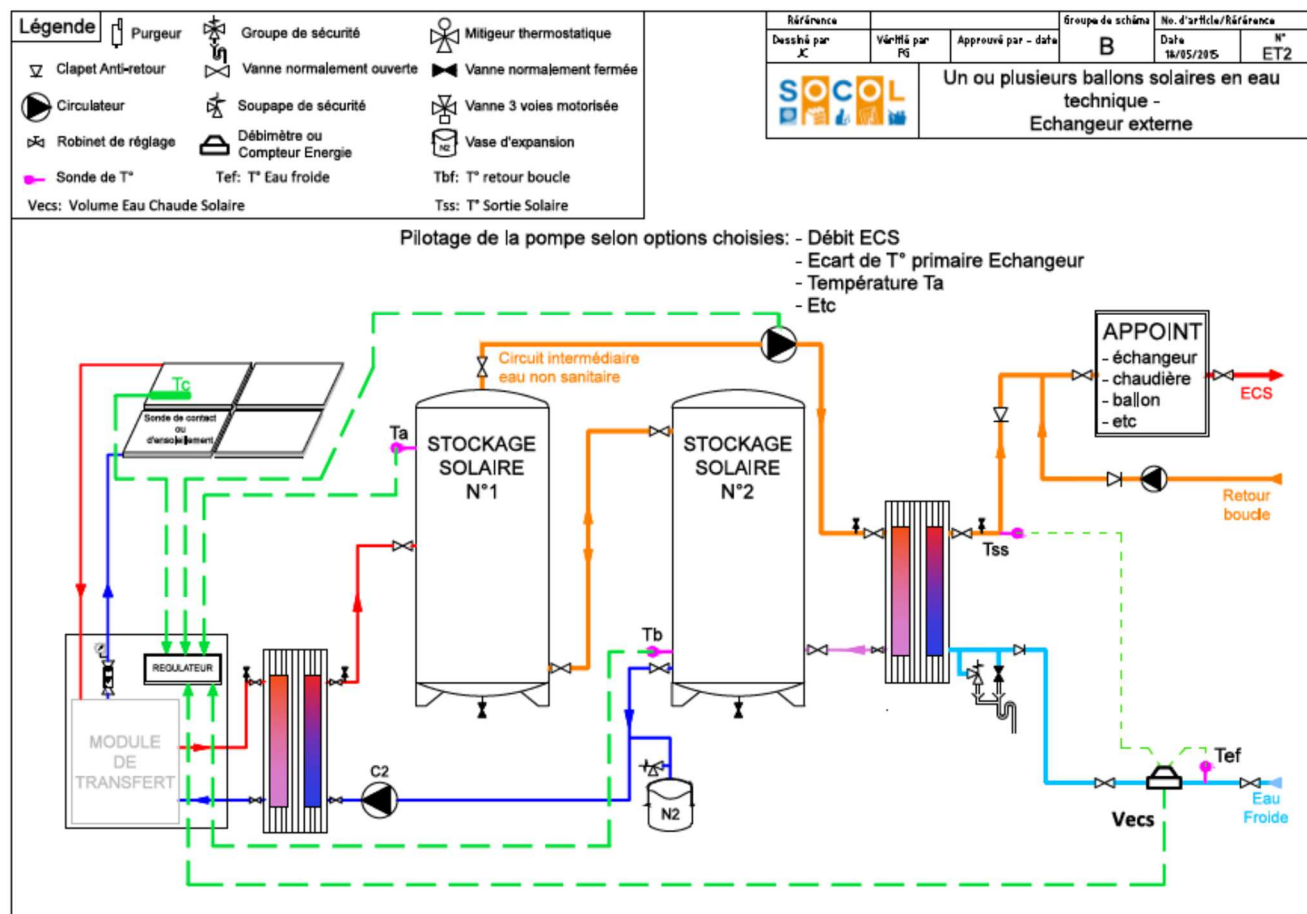 Légende
Purgeur
Groupe de sécurité
Mitigeur thermostatique
Clapet Anti-retour
Vanne normalement ouverte
Vanne normalement fermée
Circulateur
Soupape de sécurité
Vanne 3 voies motorisée
Robinet de réglage
Débimètre ou
Compteur Energie
N2
Vase d'expansion
Sonde de T°
Tef: T° Eau froide
Tbf: T° retour boucle
Vecs: Volume Eau Chaude Solaire
Tss: T° Sortie Solaire
Référence
Groupe de schéma
No. d'article/Référence
Dessiné par
JC
Vérifié par
PG
Approuvé par - date
B
Date
18/05/2015
N°
ET2
SOCOL
Un ou plusieurs ballons solaires en eau
technique -
Echangeur externe
Pilotage de la pompe selon options choisies: - Débit ECS
- Ecart de T° primaire Echangeur
- Température Ta
- Etc
Circuit intermédiaire
eau non sanitaire
APPOINT
- échangeur
- chaudière
- ballon
- etc
ECS
Tc
Sonde de contact
ou
d'ensoleillement
Ta
STOCKAGE
SOLAIRE
N°1
STOCKAGE
SOLAIRE
N°2
Retour
boucle
Tss
Tb
REGULATEUR
MODULE
DE
TRANSFERT
C2
N2
Tef
Vecs
Eau
Froide